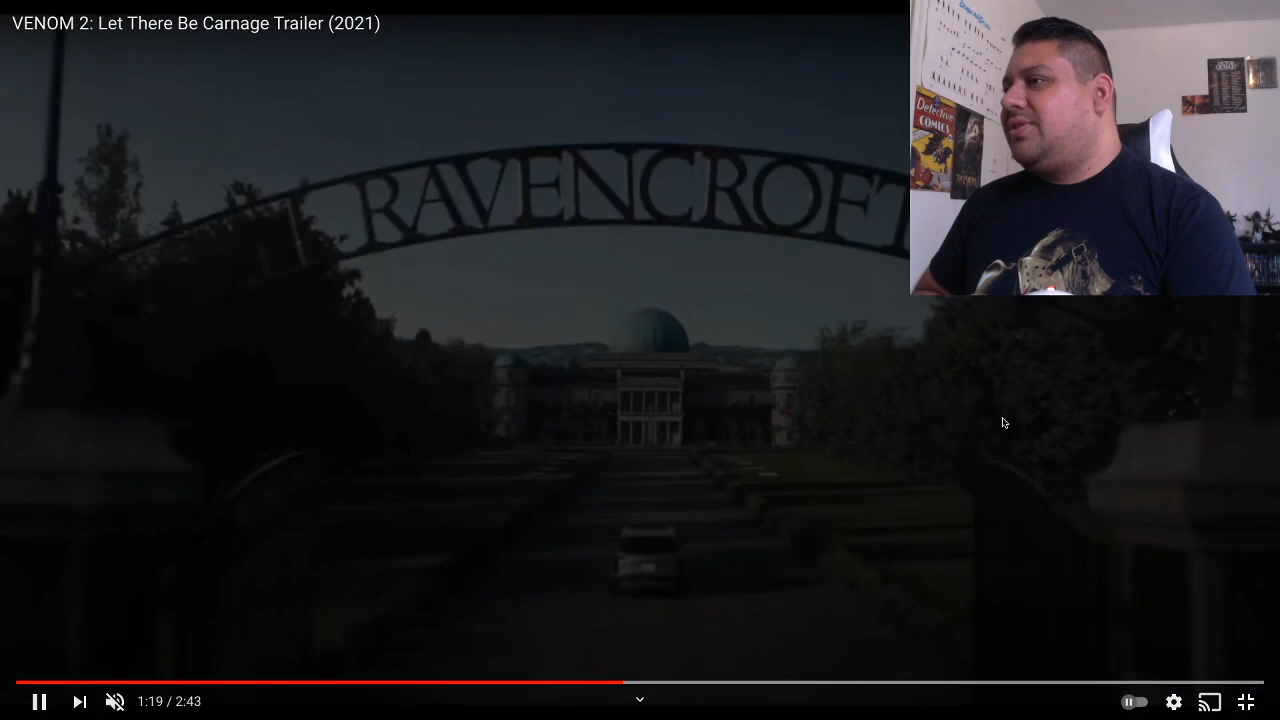 VENOM 2: Let There Be Carnage Trailer (2021)
RAVENCROFT
Detective
COMICS
1:19 / 2:43